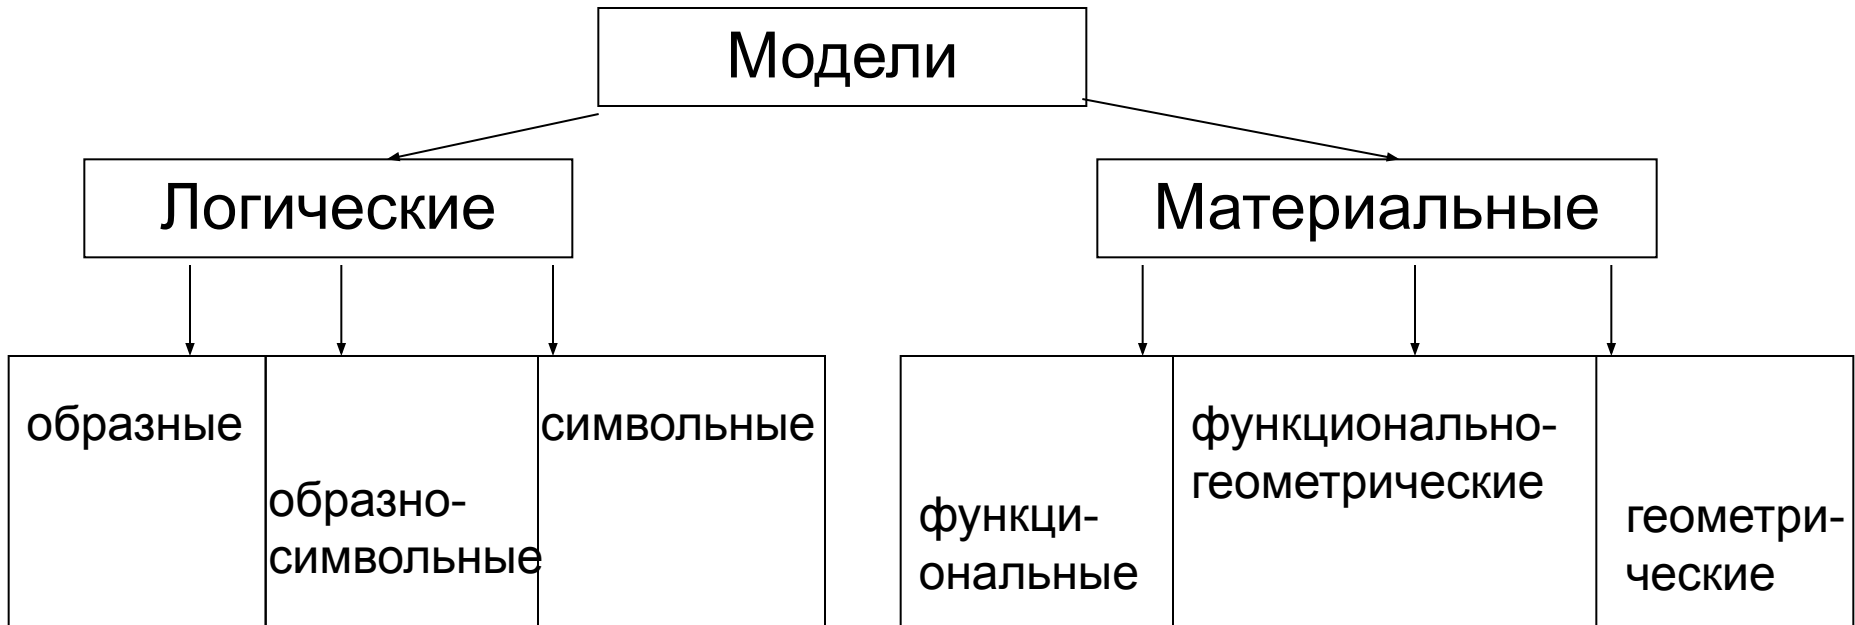 Модели
Логические
Материальные
образные
образно-
символьные
символьные
функци-
ональные
функционально-
геометрические
геометри-
ческие